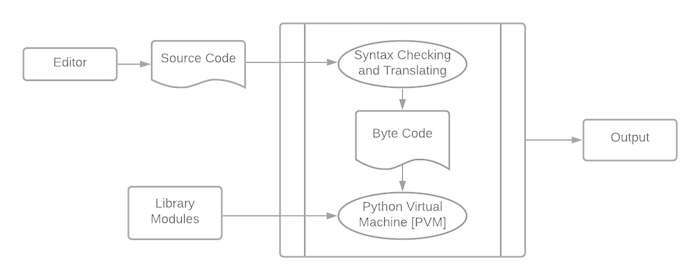 Editor
Source Code
Syntax Checking
and Translating
Byte Code
Output
Library
Modules
Python Virtual
Machine [PVM]